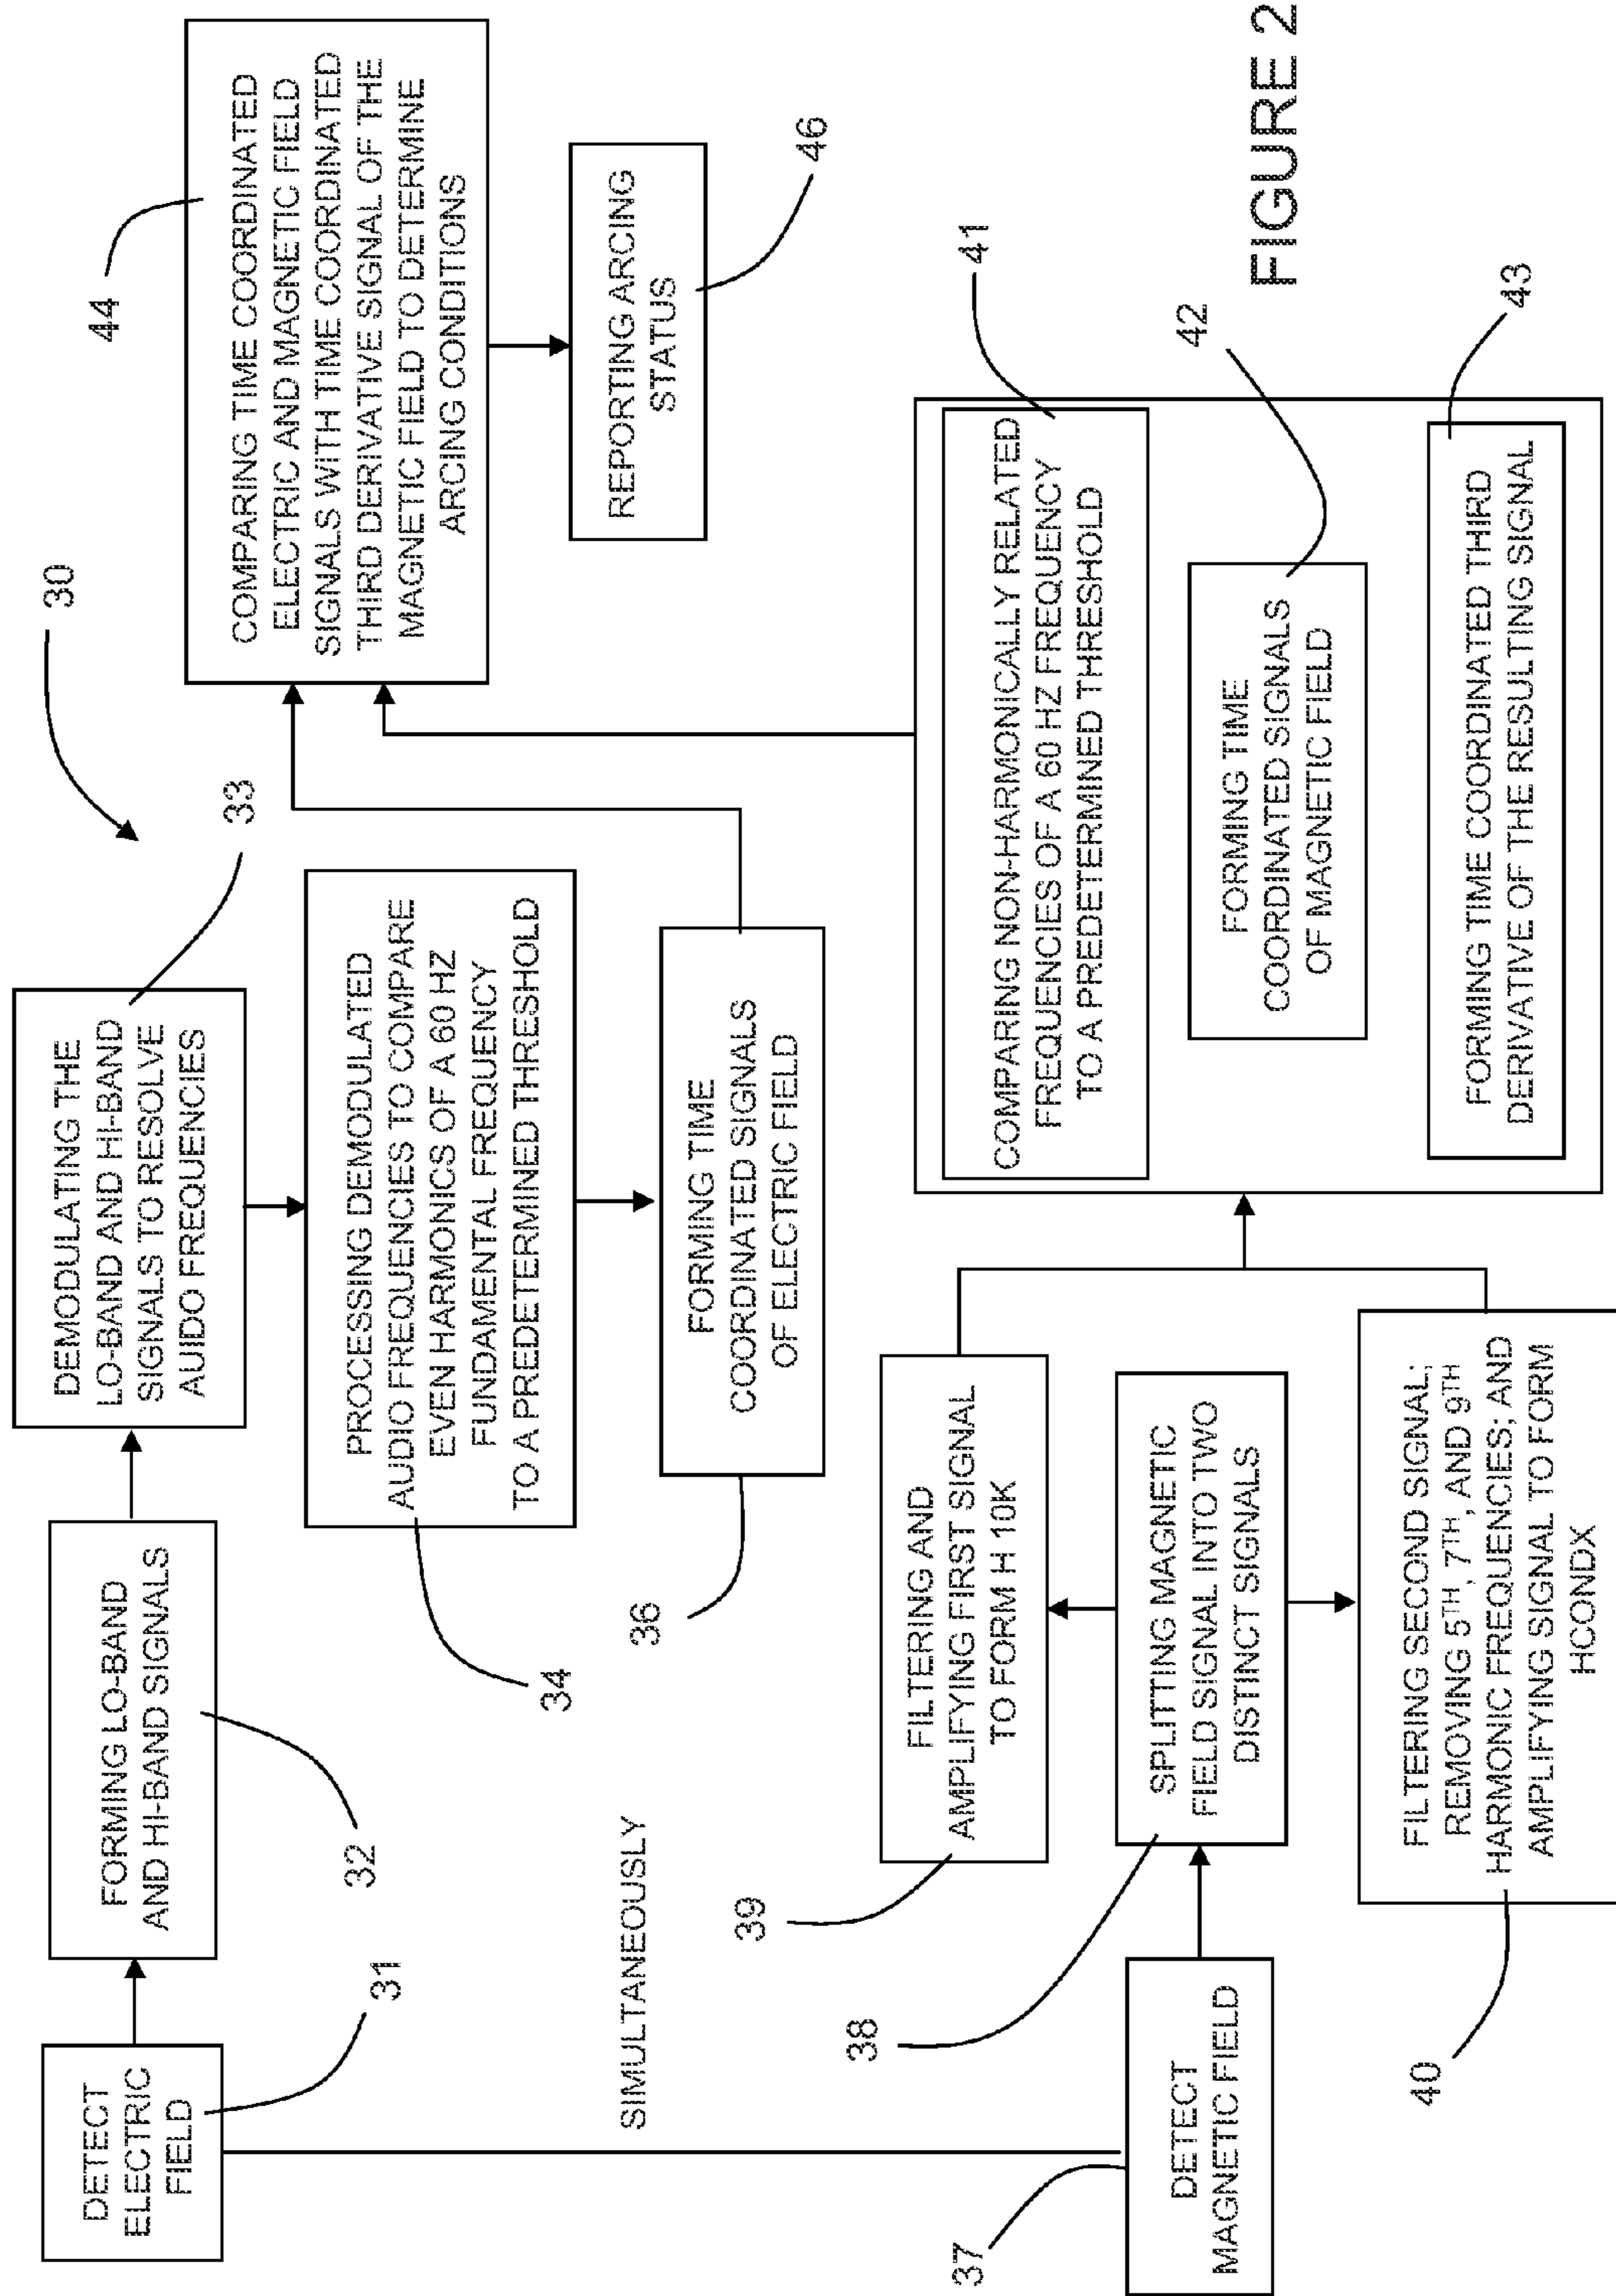 30
DETECT
ELECTRIC
FIELD
31
FORMING LO-BAND
AND HI-BAND SIGNALS
32
DEMODULATING THE
LO-BAND AND HI-BAND
SIGNALS TO RESOLVE
AUIDO FREQUENCIES
33
PROCESSING DEMODULATED
AUDIO FREQUENCIES TO COMPARE
EVEN HARMONICS OF A 60 HZ
FUNDAMENTAL FREQUENCY
TO A PREDETERMINED THRESHOLD
34
FORMING TIME
COORDINATED SIGNALS
OF ELECTRIC FIELD
36
COMPARING TIME COORDINATED
ELECTRIC AND MAGNETIC FIELD
SIGNALS WITH TIME COORDINATED
THIRD DERIVATIVE SIGNAL OF THE
MAGNETIC FIELD TO DETERMINE
ARCING CONDITIONS
44
REPORTING ARCING
STATUS
46
SIMULTANEOUSLY
DETECT
MAGNETIC FIELD
37
SPLITTING MAGNETIC
FIELD SIGNAL INTO TWO
DISTINCT SIGNALS
38
FILTERING AND
AMPLIFYING FIRST SIGNAL
TO FORM H 10K
39
FILTERING SECOND SIGNAL;
REMOVING 5TH, 7TH, AND 9TH
HARMONIC FREQUENCIES; AND
AMPLIFYING SIGNAL TO FORM
HCONDX
40
COMPARING NON-HARMONICALLY RELATED
FREQUENCIES OF A 60 HZ FREQUENCY
TO A PREDETERMINED THRESHOLD
41
FORMING TIME
COORDINATED SIGNALS
OF MAGNETIC FIELD
42
FORMING TIME COORDINATED THIRD
DERIVATIVE OF THE RESULTING SIGNAL
43
FIGURE 2